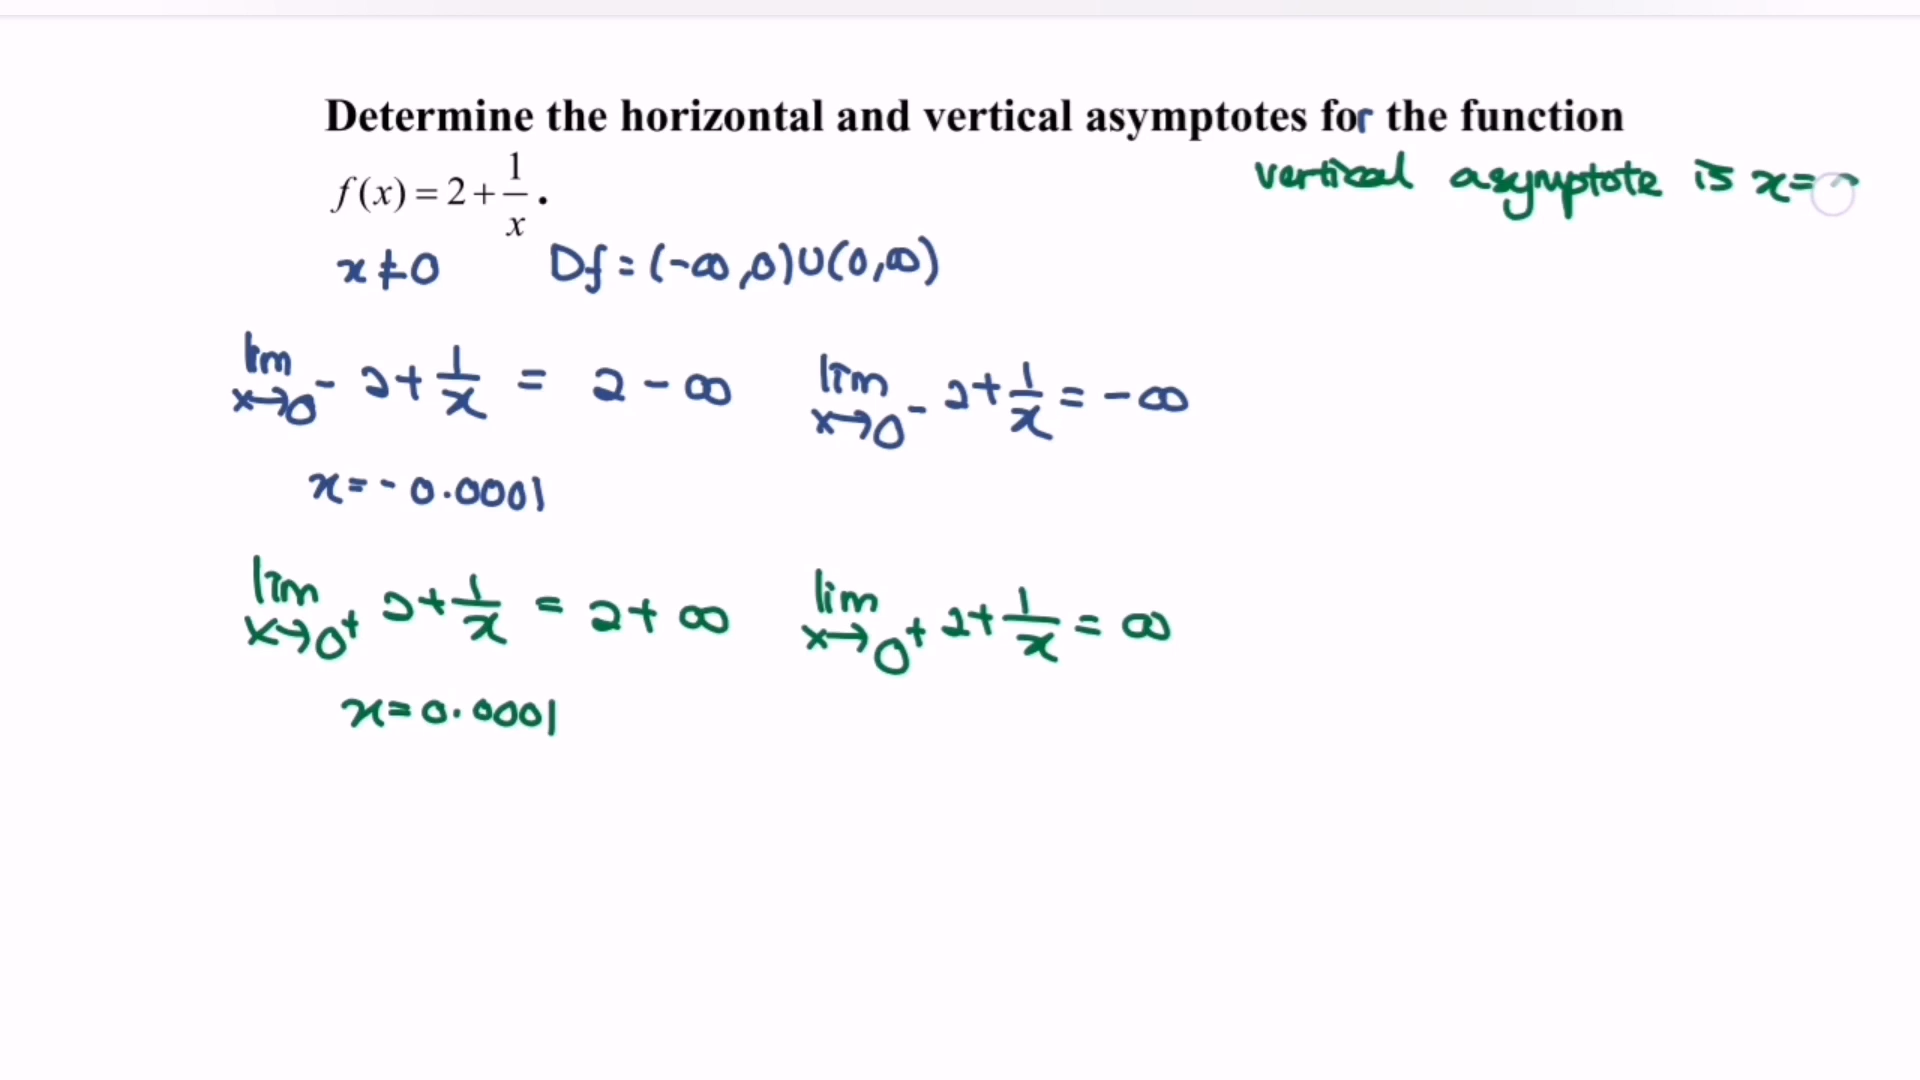 Determine the horizontal and vertical asymptotes for the function
f(x) = 2 + 1/x .
vertical asymptote is x=
x≠0 Df = (-∞,0)∪(0,∞)
lim x→0⁻ 2+1/x = 2-∞ lim x→0⁻ 2+1/x = -∞
x=-0.0001
lim x→0⁺ 2+1/x = 2+∞ lim x→0⁺ 2+1/x = ∞
x=0.0001